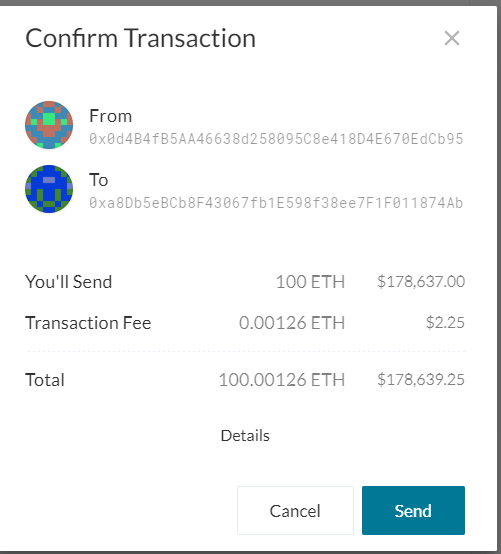 Confirm Transaction
From
0x0d4B4fB5AA46638d258095C8e418D4E670EdCb95
To
0xa8Db5eBCb8F43067fb1E598f38ee7F1F011874Ab
You'll Send 100 ETH $178,637.00
Transaction Fee 0.00126 ETH $2.25
Total 100.00126 ETH $178,639.25
Details
Cancel Send